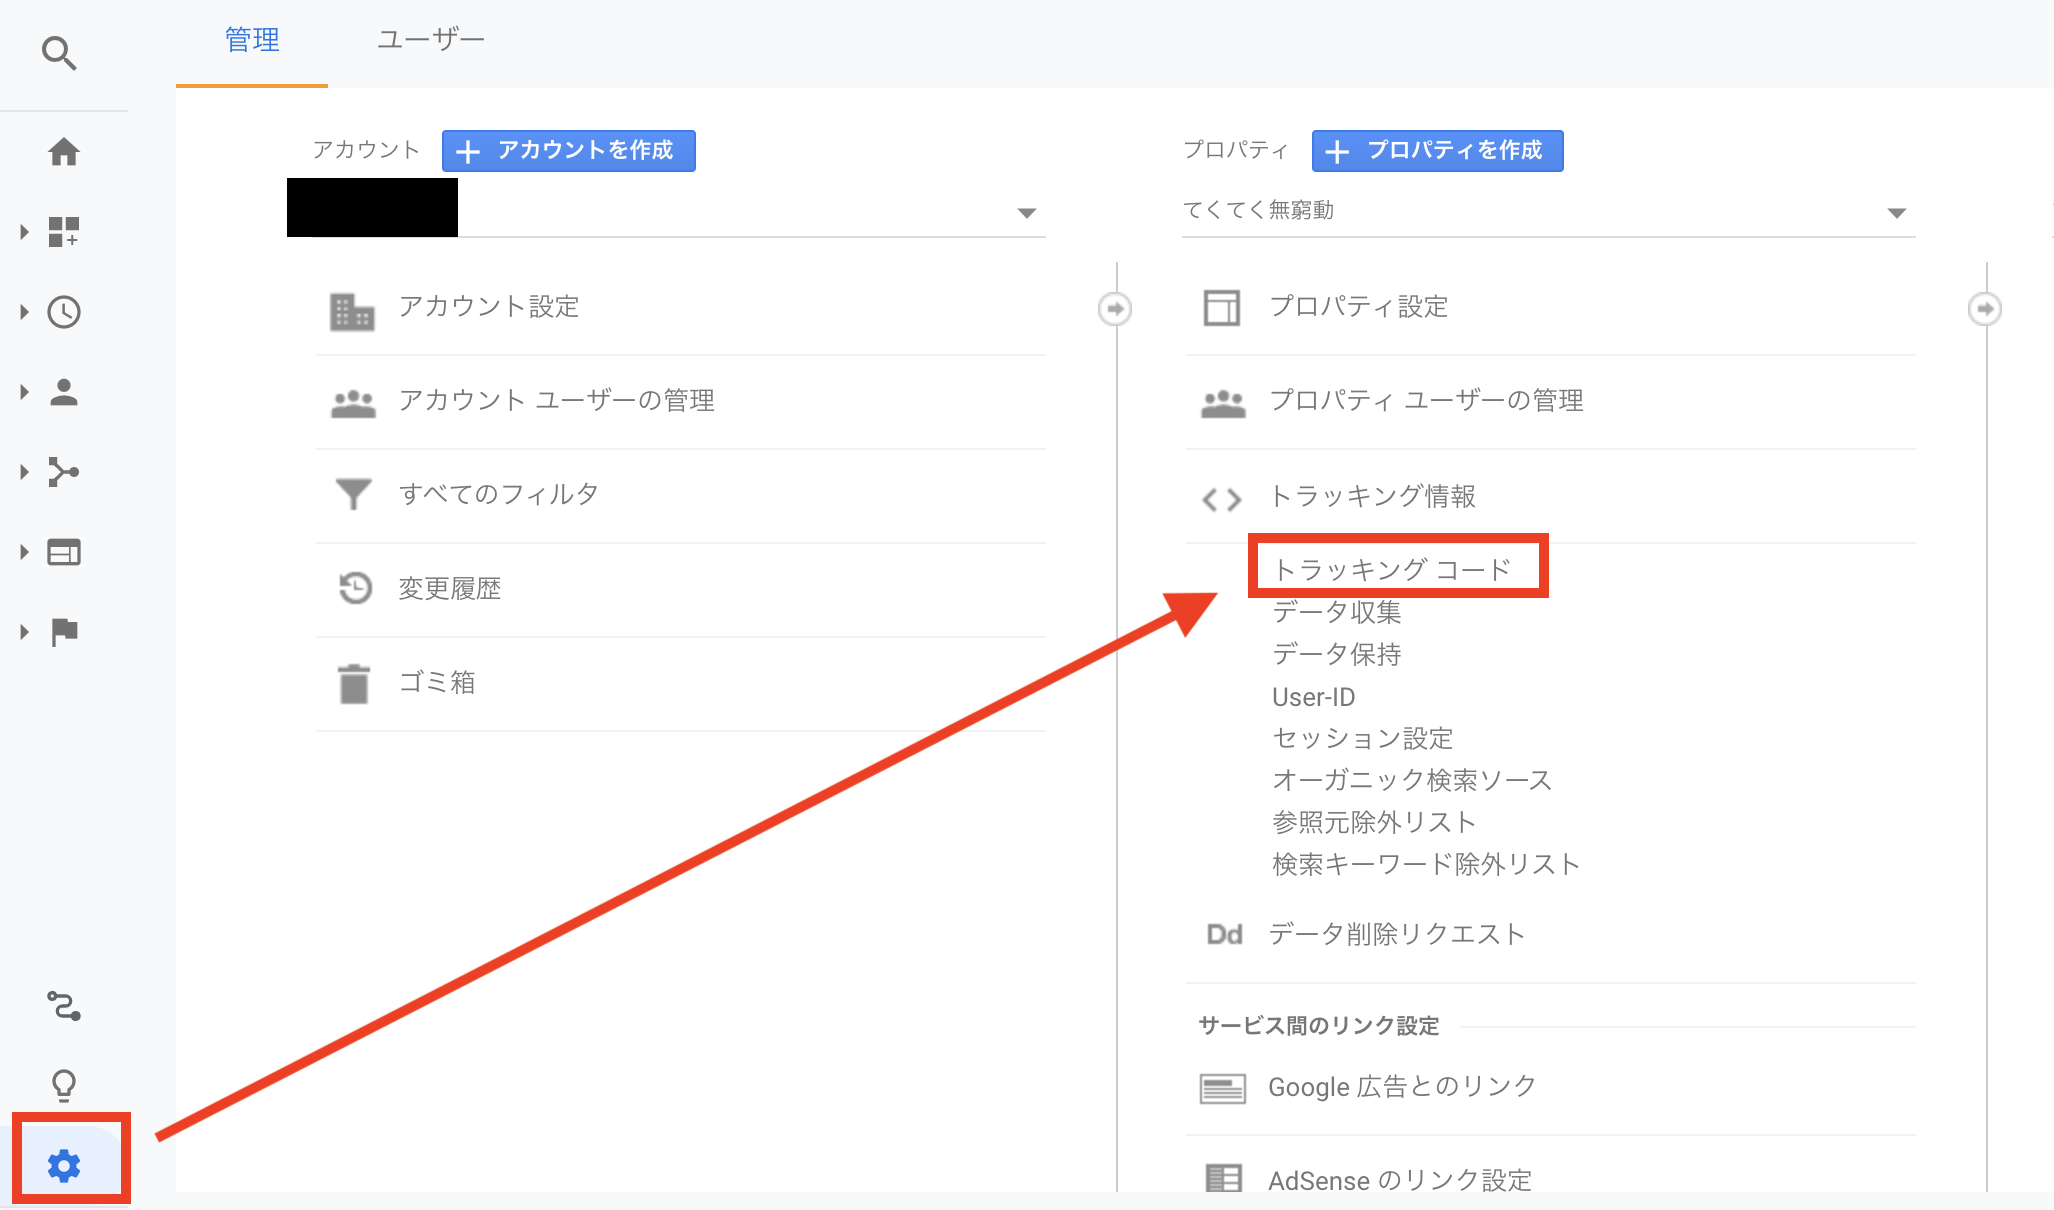 管理
ユーザー
アカウント
アカウントを作成
アカウント設定
アカウント ユーザーの管理
すべてのフィルタ
変更履歴
ゴミ箱
プロパティ
プロパティを作成
てくてく無窮動
プロパティ設定
プロパティ ユーザーの管理
トラッキング情報
トラッキング コード
データ収集
データ保持
User-ID
セッション設定
オーガニック検索ソース
参照元除外リスト
検索キーワード除外リスト
Dd データ削除リクエスト
サービス間のリンク設定
Google 広告とのリンク
AdSense のリンク設定